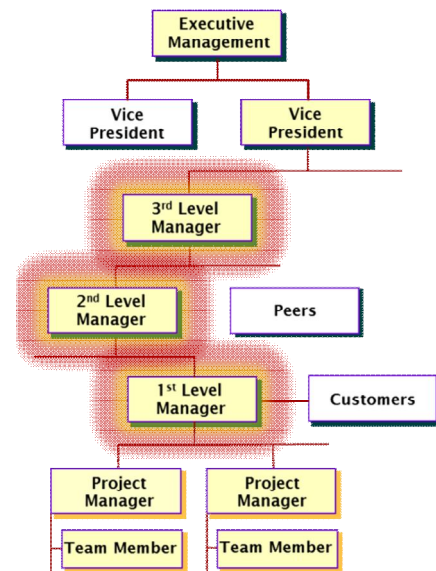 Executive
Management
Vice
President
Vice
President
3rd Level
Manager
2nd Level
Manager
Peers
1st Level
Manager
Customers
Project
Manager
Project
Manager
Team Member
Team Member